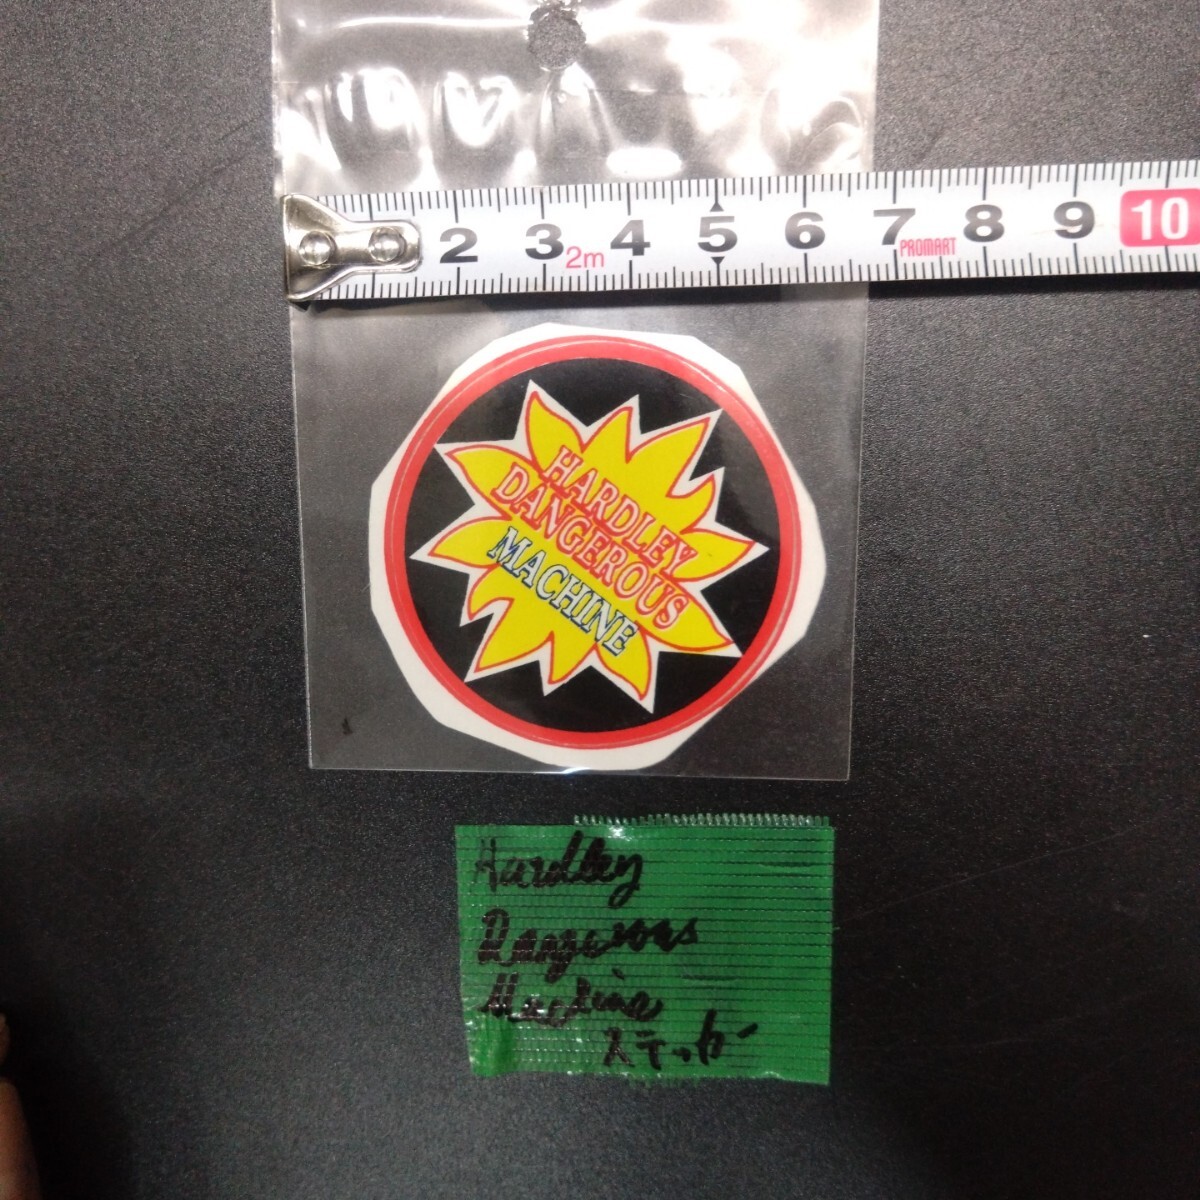 2 3 4 5 6 7 8 9 10
2m PROMART
HARDLEY
DANGEROUS
MACHINE
Hardley
Dangerous
Machine
ステッカー